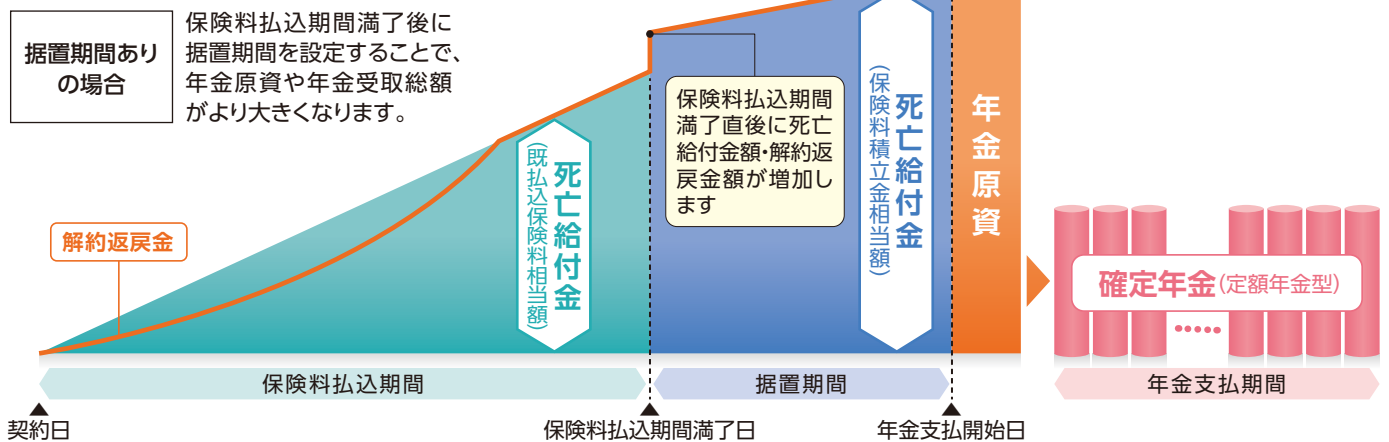 据置期間あり
の場合
保険料払込期間満了後に
据置期間を設定することで、
年金原資や年金受取総額
がより大きくなります。
解約返戻金
死亡給付金
(既払込保険料相当額)
保険料払込期間
満了直後に死亡
給付金額・解約返
戻金額が増加し
ます
死亡給付金
(保険料積立金相当額)
年金原資
確定年金(定額年金型)
保険料払込期間
据置期間
年金支払期間
契約日
保険料払込期間満了日
年金支払開始日